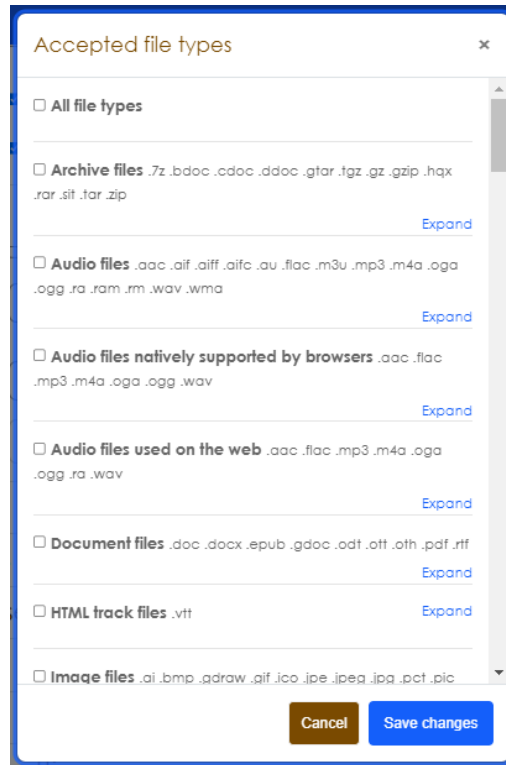 Accepted file types ×
All file types
Archive files .7z .bdoc .cdoc .ddoc .gtar .tgz .gz .gzip .hqx
.rar .sit .tar .zip
Expand
Audio files .aac .aif .aiff .aifc .au .flac .m3u .mp3 .m4a .oga
.ogg .ra .ram .rm .wav .wma
Expand
Audio files natively supported by browsers .aac .flac
.mp3 .m4a .oga .ogg .wav
Expand
Audio files used on the web .aac .flac .mp3 .m4a .oga
.ogg .ra .wav
Expand
Document files .doc .docx .epub .gdoc .odt .ott .oth .pdf .rtf
Expand
HTML track files .vtt Expand
Image files .ai .bmp .gdraw .gif .ico .jpe .jpeg .jpg .pct .pic
Cancel Save changes